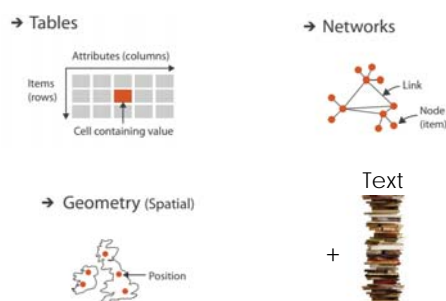 → Tables
Attributes (columns)
Items
(rows)
Cell containing value
→ Networks
Link
Node
(item)
→ Geometry (Spatial)
Position
Text
+